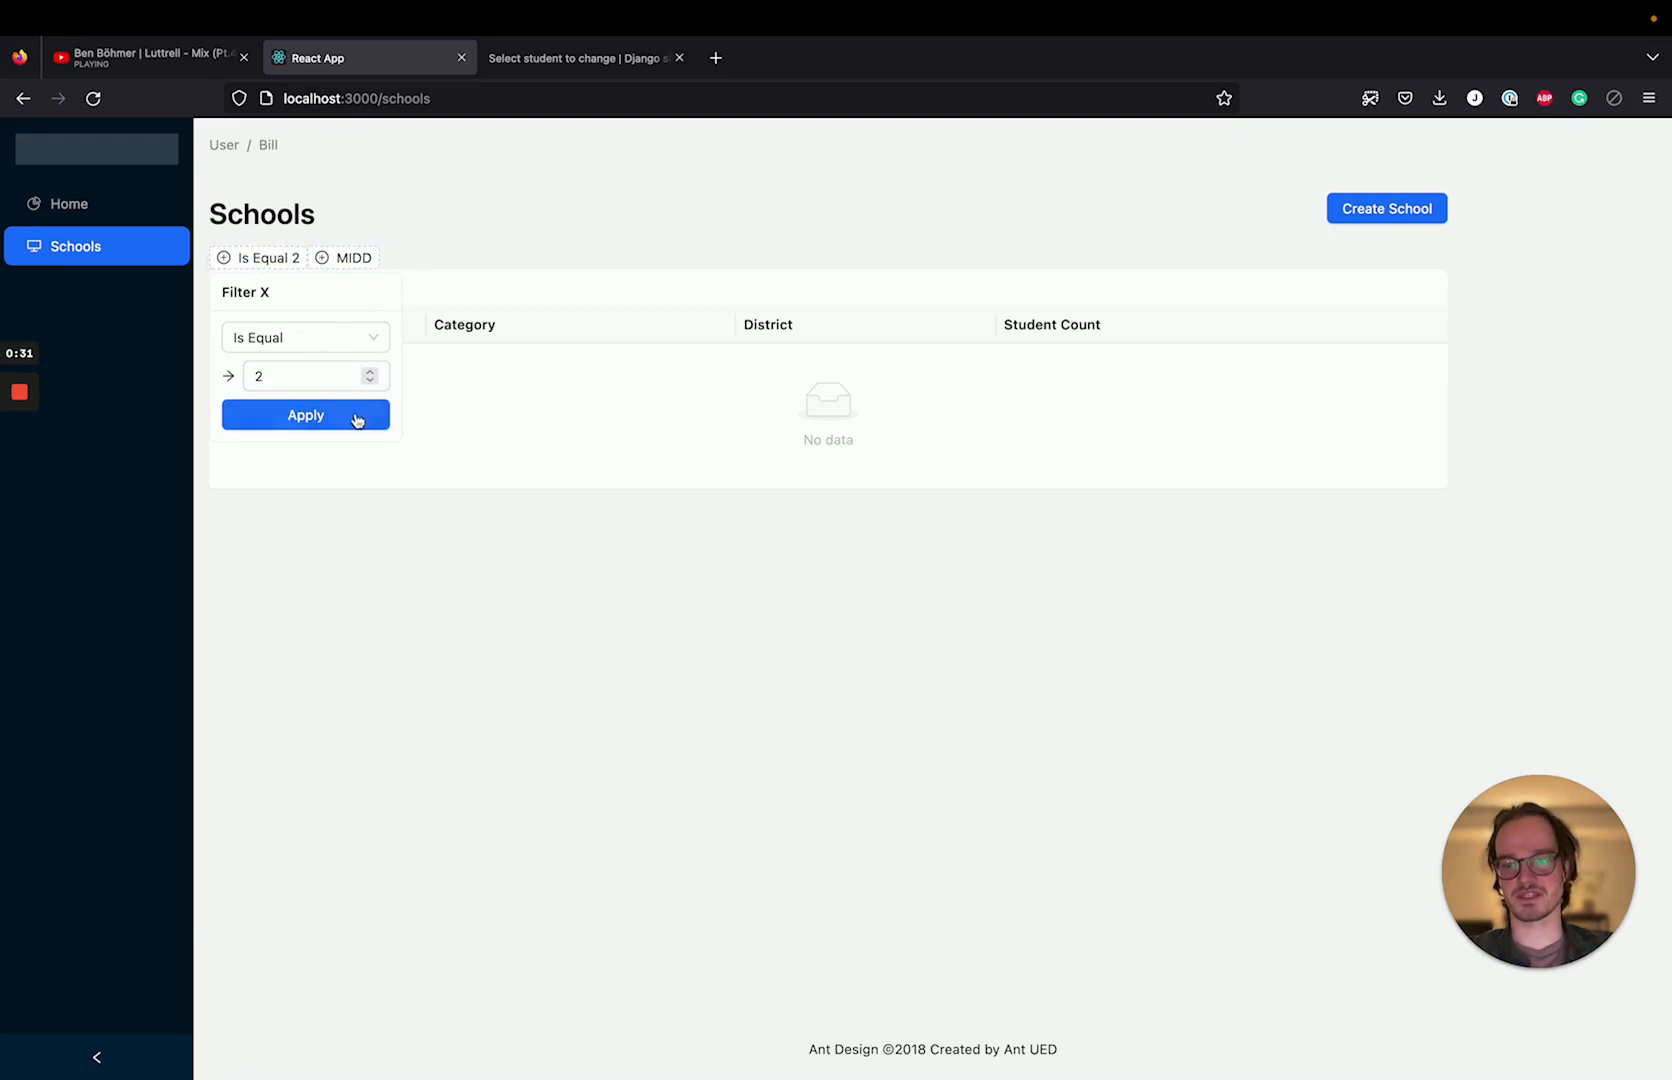 Ben Böhmer | Luttrell - Mix (Pt.4
PLAYING
React App
Select student to change | Django s
localhost:3000/schools
J
ABP
G
User / Bill
Home
Schools
Schools
Create School
Is Equal 2
MIDD
Filter X
Category
District
Student Count
Is Equal
0:31
2
Apply
No data
Ant Design ©2018 Created by Ant UED